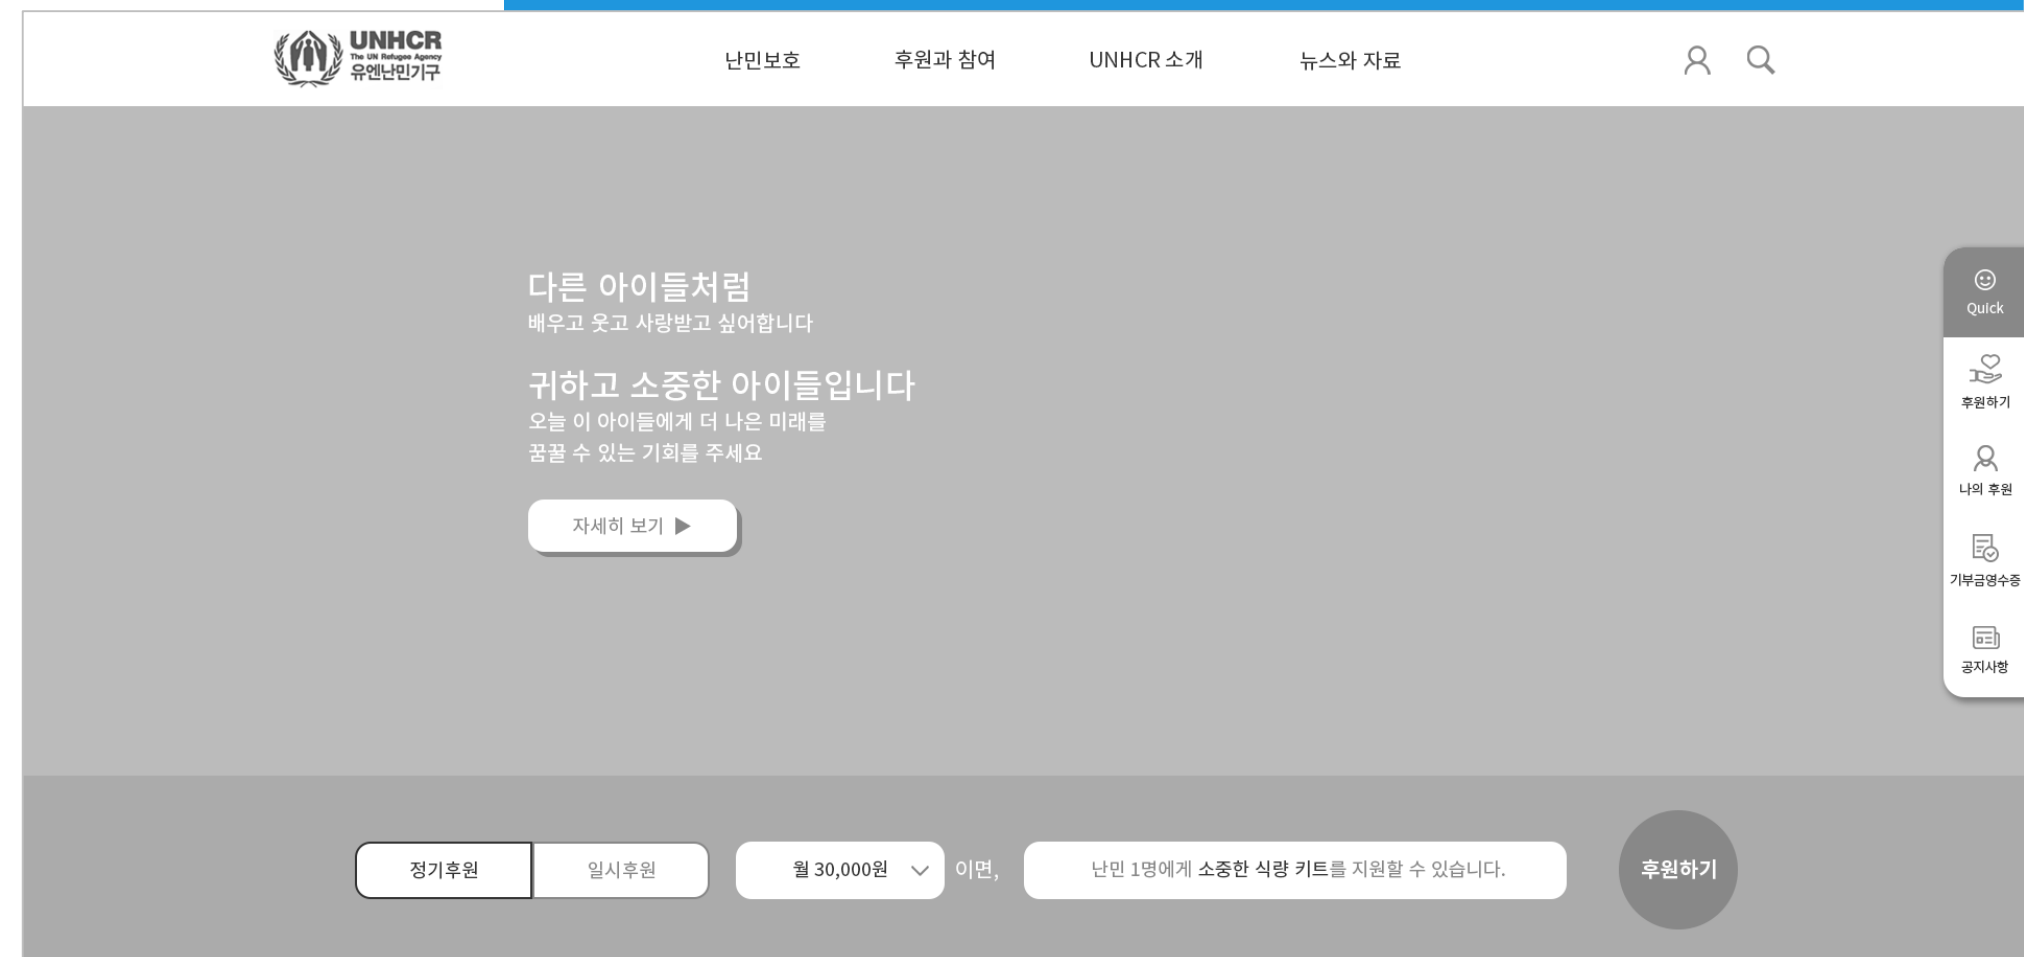 UNHCR
The UN Refugee Agency
유엔난민기구
난민보호
후원과 참여
UNHCR 소개
뉴스와 자료
다른 아이들처럼
배우고 웃고 사랑받고 싶어합니다
귀하고 소중한 아이들입니다
오늘 이 아이들에게 더 나은 미래를
꿈꿀 수 있는 기회를 주세요
자세히 보기 ▶
Quick
후원하기
나의 후원
기부금영수증
공지사항
정기후원
일시후원
월 30,000원
이면,
난민 1명에게 소중한 식량 키트를 지원할 수 있습니다.
후원하기